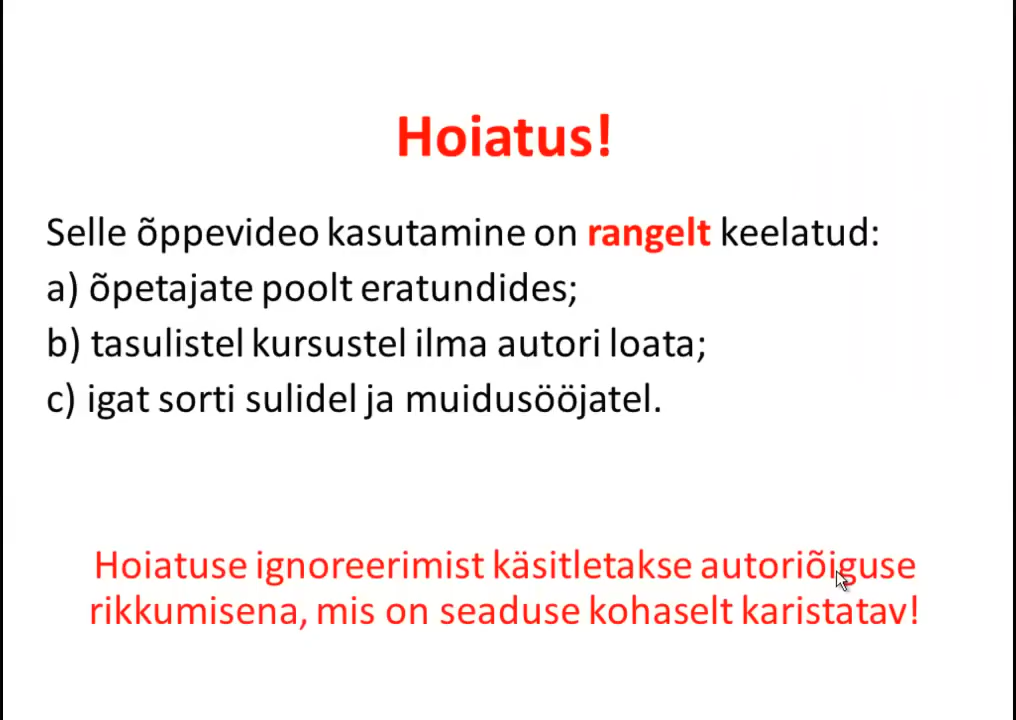 Hoiatus!
Selle õppevideo kasutamine on rangelt keelatud:
a) õpetajate poolt eratundides;
b) tasulistel kursustel ilma autori loata;
c) igat sorti sulidel ja muidusööjatel.
Hoiatuse ignoreerimist käsitletakse autoriõiguse
rikkumisena, mis on seaduse kohaselt karistatav!